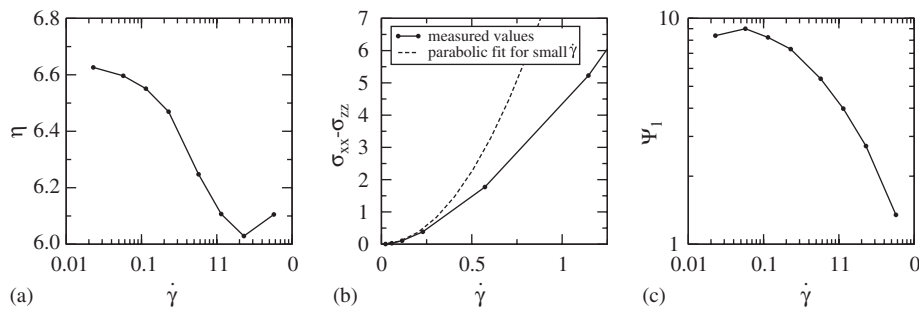 6.8
6.6
6.4
6.2
6.0
η
0.01
0.1
11
0
γ̇
(a)
7
6
5
4
3
2
1
0
σxx-σzz
measured values
parabolic fit for small γ̇
0
0.5
1
γ̇
(b)
10
1
Ψ1
0.01
0.1
11
0
γ̇
(c)